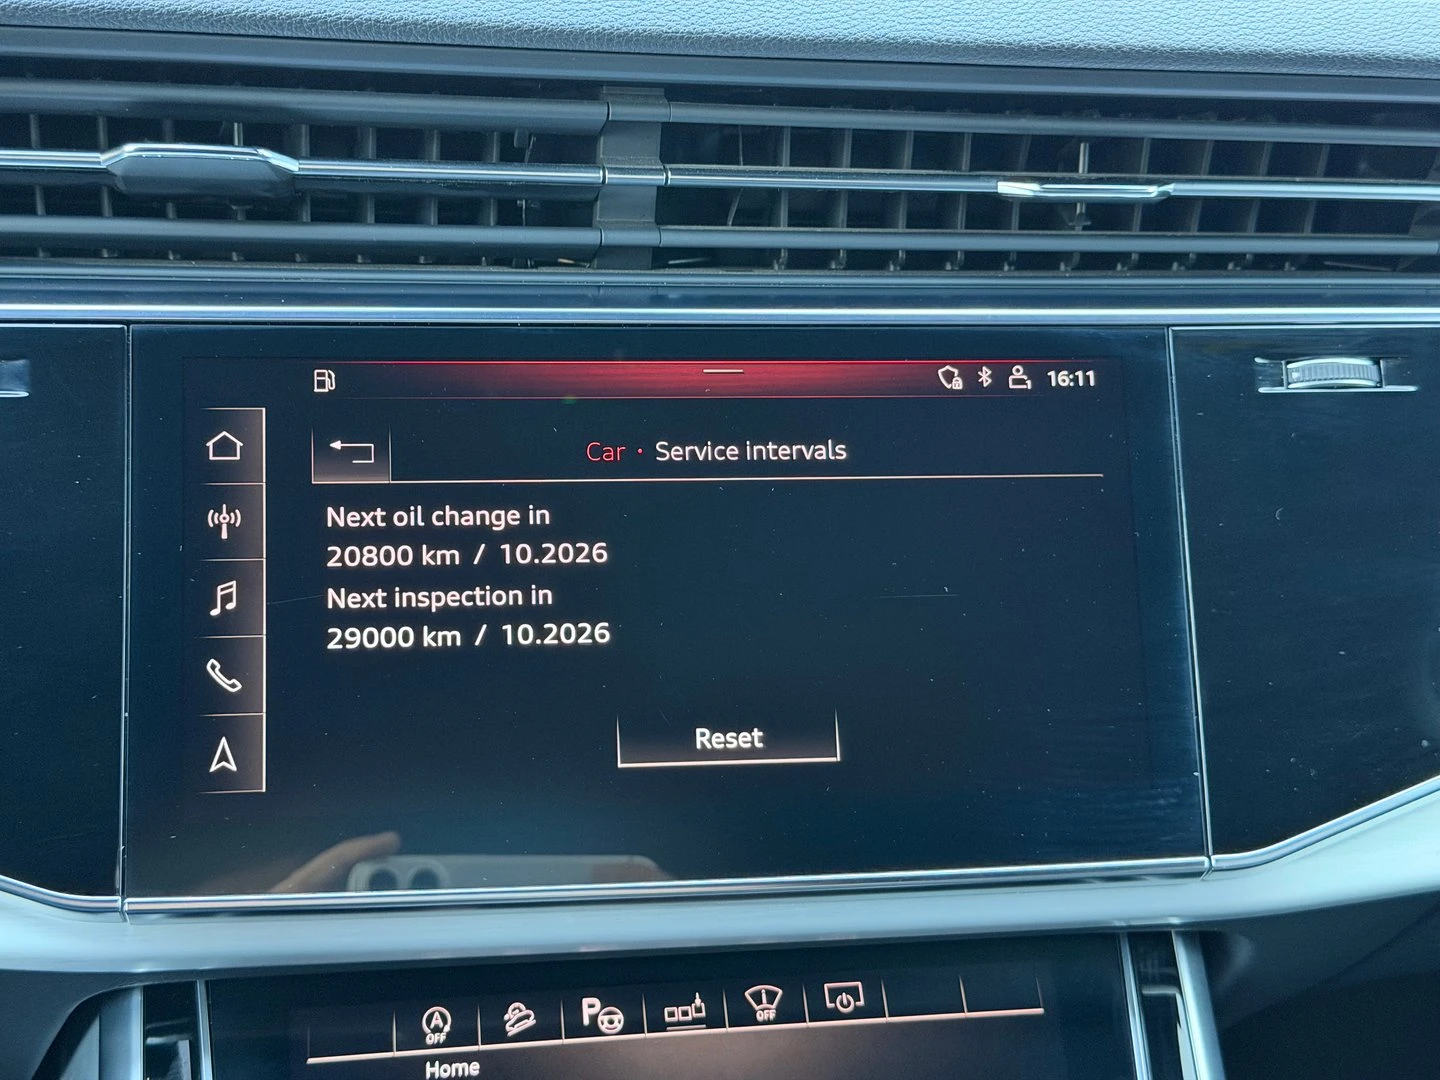 16:11
Car • Service intervals
Next oil change in
20800 km / 10.2026
Next inspection in
29000 km / 10.2026
Reset
A
OFF
P
OFF
Home